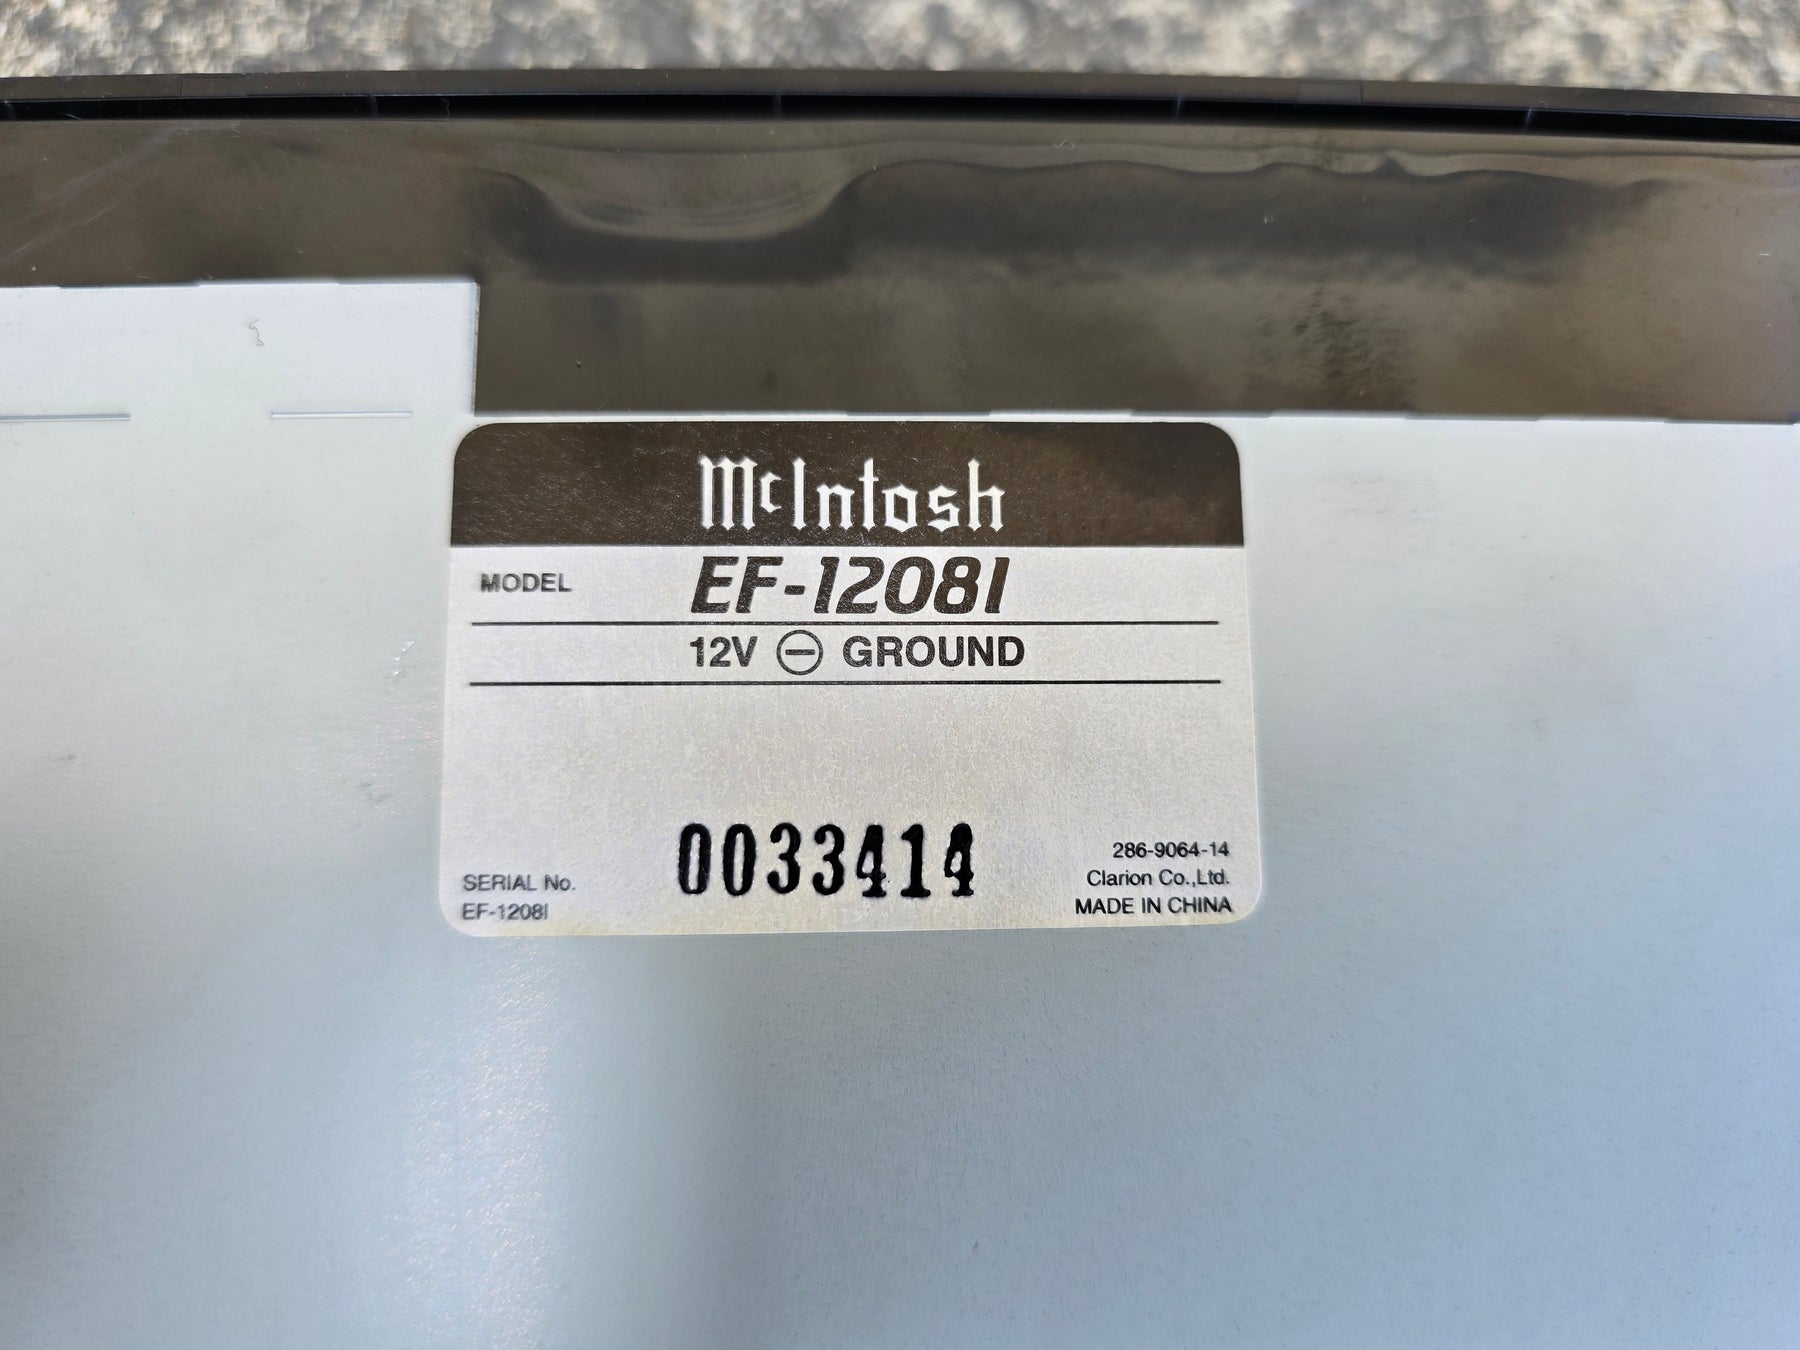 McIntosh
MODEL EF-1208I
12V ⊖ GROUND
0033414
286-9064-14
SERIAL No. Clarion Co.,Ltd.
EF-1208I MADE IN CHINA